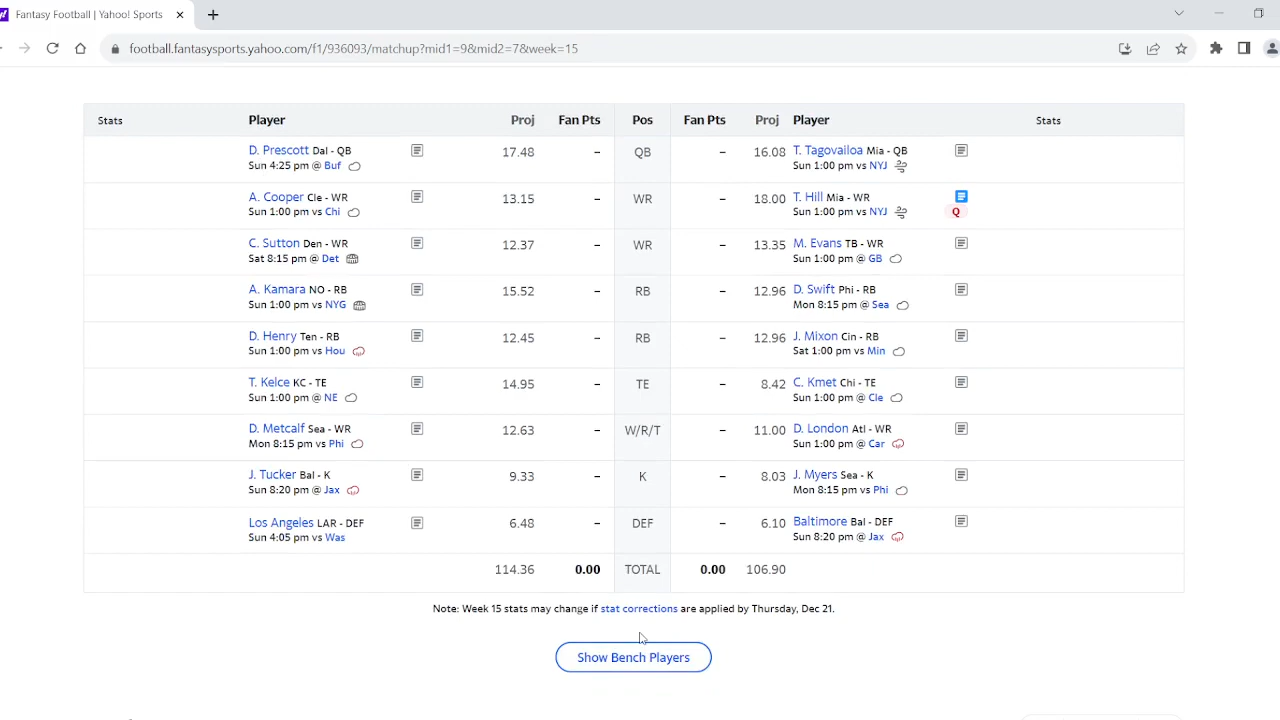 Fantasy Football | Yahoo! Sports
football.fantasysports.yahoo.com/f1/936093/matchup?mid1=9&mid2=7&week=15
Stats Player Proj Fan Pts Pos Fan Pts Proj Player Stats
D. Prescott Dal - QB 17.48 – QB – 16.08 T. Tagovailoa Mia - QB
Sun 4:25 pm @ Buf Sun 1:00 pm vs NYJ
A. Cooper Cle - WR 13.15 – WR – 18.00 T. Hill Mia - WR
Sun 1:00 pm vs Chi Sun 1:00 pm vs NYJ Q
C. Sutton Den - WR 12.37 – WR – 13.35 M. Evans TB - WR
Sat 8:15 pm @ Det Sun 1:00 pm @ GB
A. Kamara NO - RB 15.52 – RB – 12.96 D. Swift Phi - RB
Sun 1:00 pm vs NYG Mon 8:15 pm @ Sea
D. Henry Ten - RB 12.45 – RB – 12.96 J. Mixon Cin - RB
Sun 1:00 pm vs Hou Sat 1:00 pm vs Min
T. Kelce KC - TE 14.95 – TE – 8.42 C. Kmet Chi - TE
Sun 1:00 pm @ NE Sun 1:00 pm @ Cle
D. Metcalf Sea - WR 12.63 – W/R/T – 11.00 D. London Atl - WR
Mon 8:15 pm vs Phi Sun 1:00 pm @ Car
J. Tucker Bal - K 9.33 – K – 8.03 J. Myers Sea - K
Sun 8:20 pm @ Jax Mon 8:15 pm vs Phi
Los Angeles LAR - DEF 6.48 – DEF – 6.10 Baltimore Bal - DEF
Sun 4:05 pm vs Was Sun 8:20 pm @ Jax
114.36 0.00 TOTAL 0.00 106.90
Note: Week 15 stats may change if stat corrections are applied by Thursday, Dec 21.
Show Bench Players